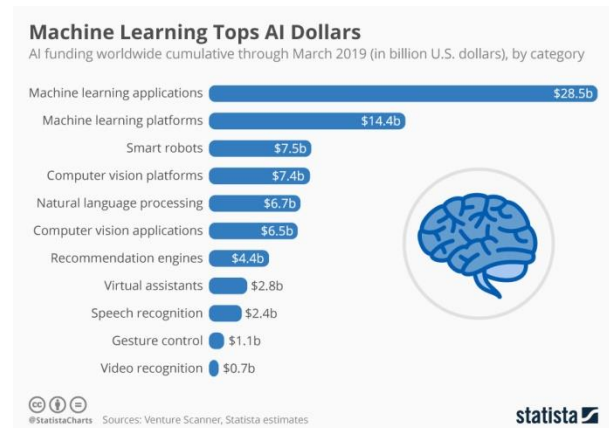 Machine Learning Tops AI Dollars
AI funding worldwide cumulative through March 2019 (in billion U.S. dollars), by category
Machine learning applications $28.5b
Machine learning platforms $14.4b
Smart robots $7.5b
Computer vision platforms $7.4b
Natural language processing $6.7b
Computer vision applications $6.5b
Recommendation engines $4.4b
Virtual assistants $2.8b
Speech recognition $2.4b
Gesture control $1.1b
Video recognition $0.7b
@StatistaCharts Sources: Venture Scanner, Statista estimates
statista